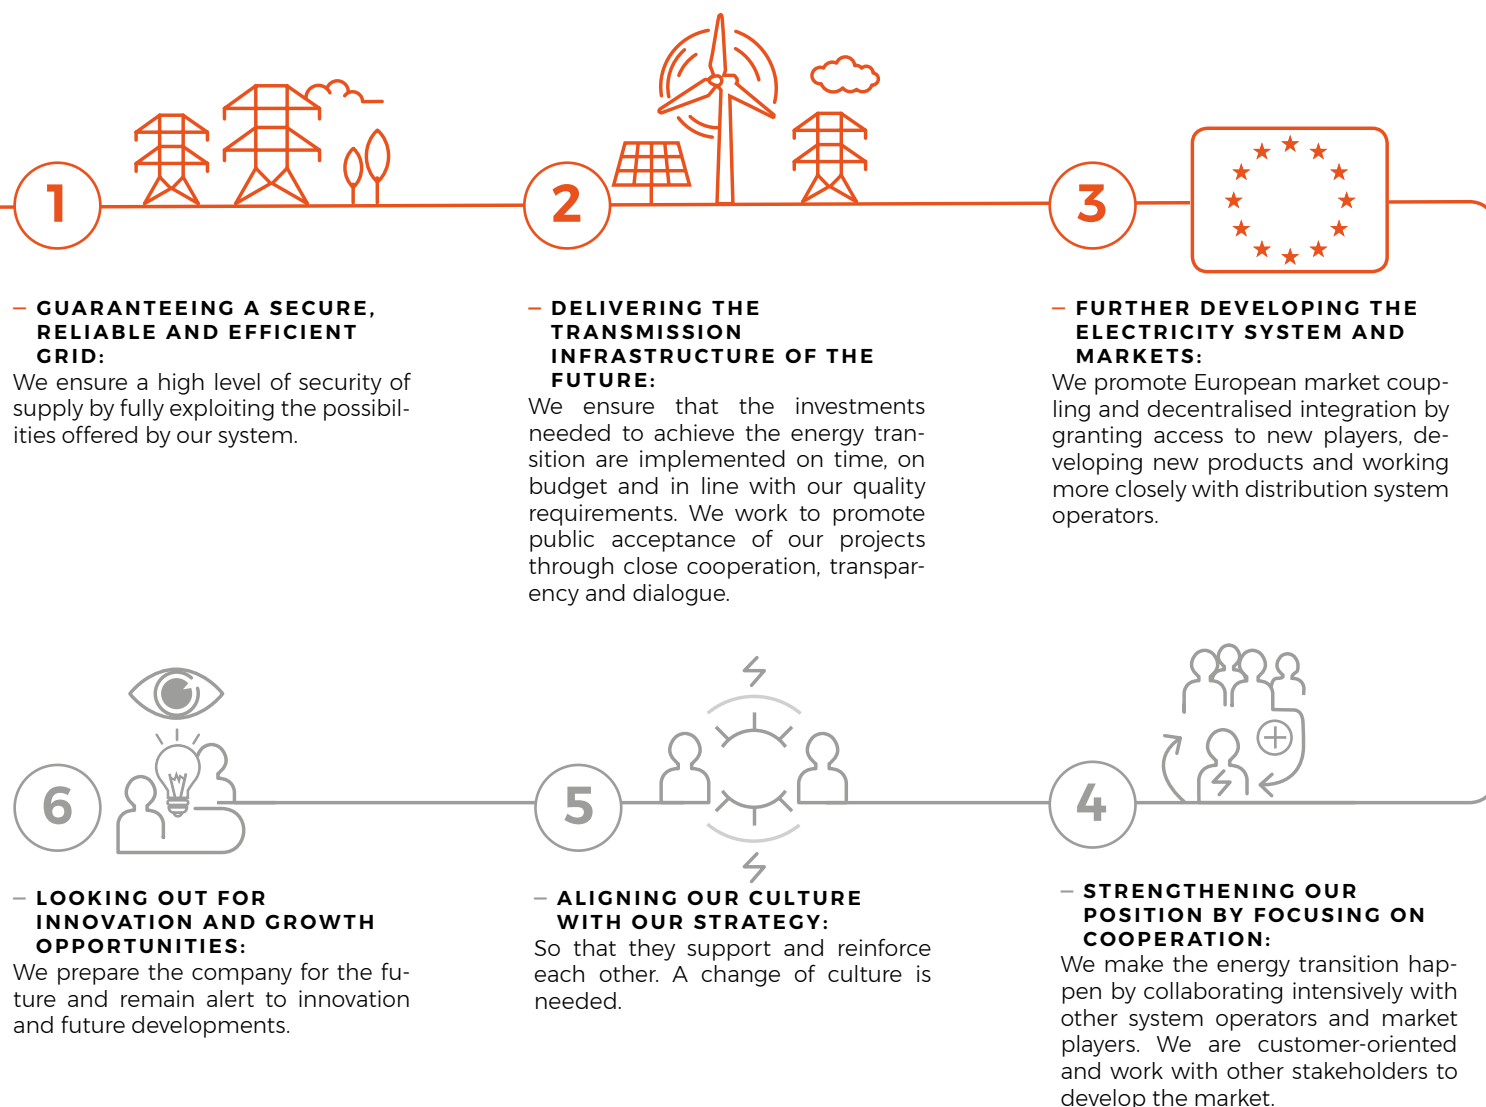 1
— GUARANTEEING A SECURE,
RELIABLE AND EFFICIENT
GRID:
We ensure a high level of security of
supply by fully exploiting the possibil-
ities offered by our system.
2
— DELIVERING THE
TRANSMISSION
INFRASTRUCTURE OF THE
FUTURE:
We ensure that the investments
needed to achieve the energy tran-
sition are implemented on time, on
budget and in line with our quality
requirements. We work to promote
public acceptance of our projects
through close cooperation, transpar-
ency and dialogue.
3
— FURTHER DEVELOPING THE
ELECTRICITY SYSTEM AND
MARKETS:
We promote European market coup-
ling and decentralised integration by
granting access to new players, de-
veloping new products and working
more closely with distribution system
operators.
4
— STRENGTHENING OUR
POSITION BY FOCUSING ON
COOPERATION:
We make the energy transition hap-
pen by collaborating intensively with
other system operators and market
players. We are customer-oriented
and work with other stakeholders to
develop the market.
5
— ALIGNING OUR CULTURE
WITH OUR STRATEGY:
So that they support and reinforce
each other. A change of culture is
needed.
6
— LOOKING OUT FOR
INNOVATION AND GROWTH
OPPORTUNITIES:
We prepare the company for the fu-
ture and remain alert to innovation
and future developments.